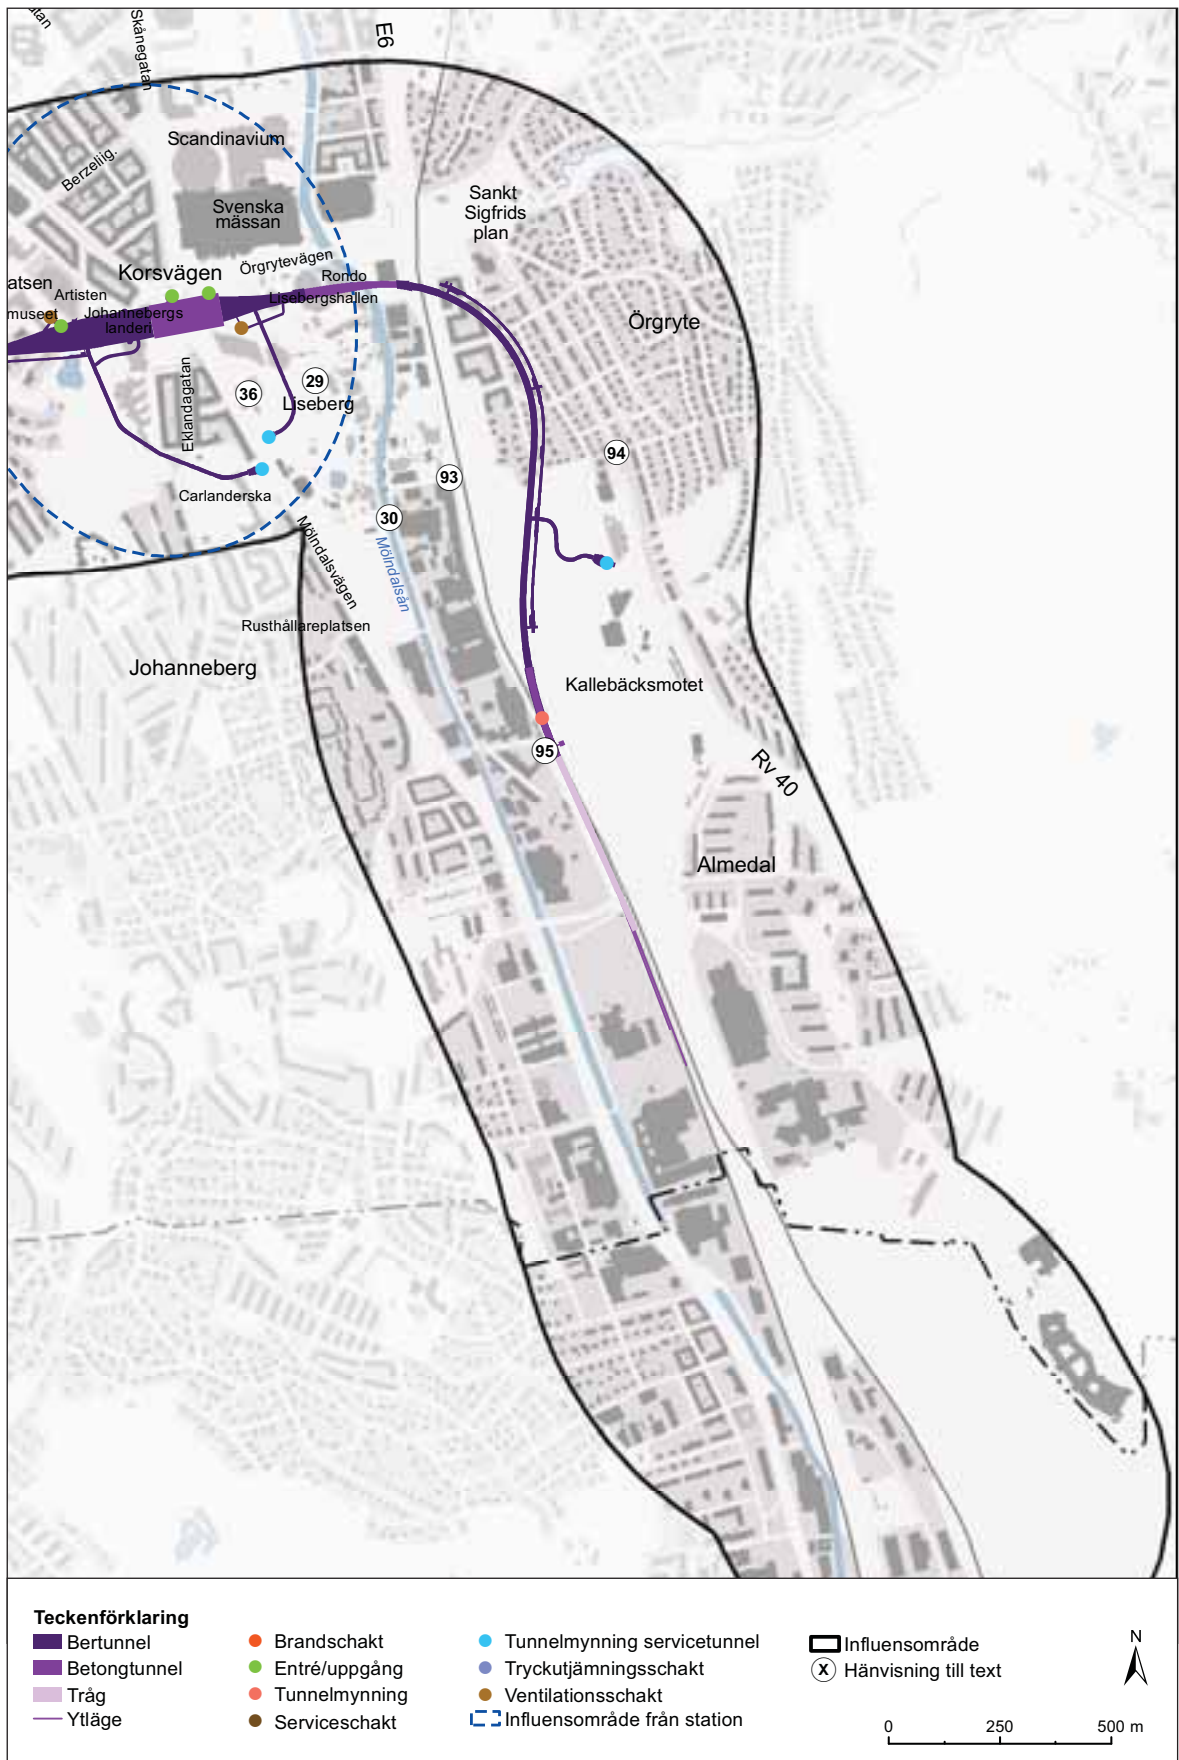 Skånegatan
E6
Scandinavium
Berzeliig.
Svenska
mässan
Sankt
Sigfrids
plan
Örgrytevägen
Korsvägen
Rondo
atsen
Artisten
Lisebergshallen
museet
Johannebergs
landeri
Örgryte
Eklandagatan
36
29
Liseberg
94
93
Carlanderska
30
Mölndalsvägen
Mölndalsån
Rusthållareplatsen
Johanneberg
Kallebäcksmotet
95
Rv 40
Almedal
Teckenförklaring
Bertunnel
Betongtunnel
Tråg
Ytläge
Brandschakt
Entré/uppgång
Tunnelmynning
Serviceschakt
Tunnelmynning servicetunnel
Tryckutjämningsschakt
Ventilationsschakt
Influensområde från station
Influensområde
X Hänvisning till text
N
0 250 500 m